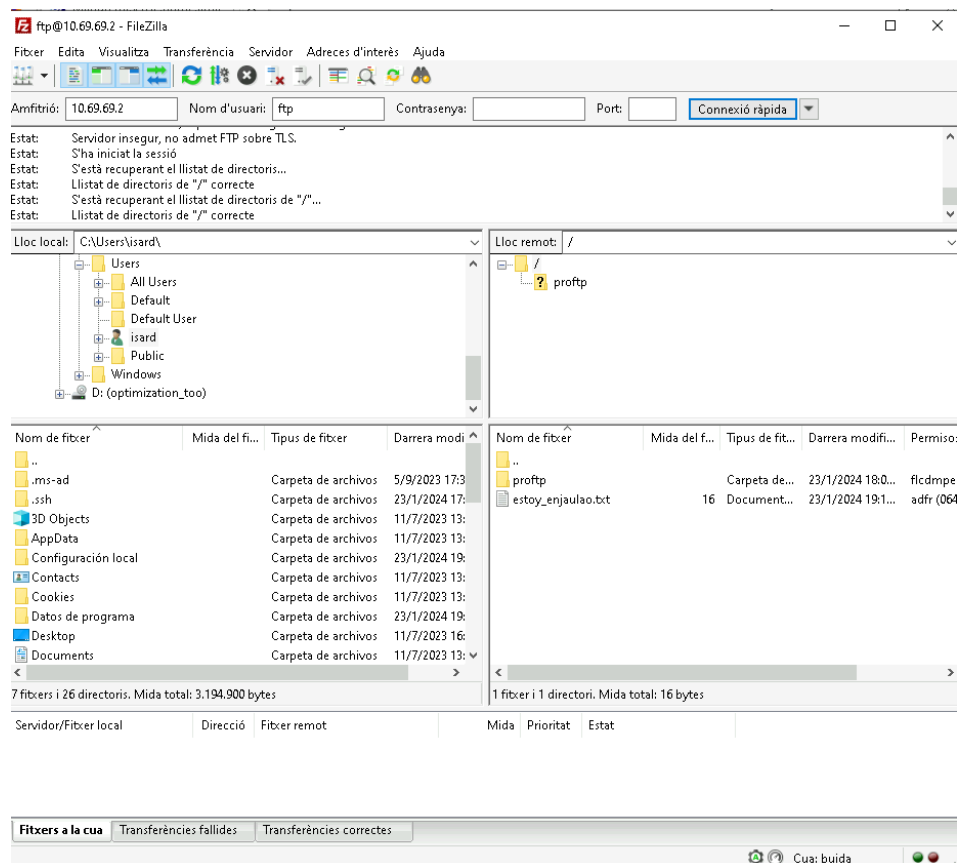 ftp@10.69.69.2 - FileZilla
Fitxer Edita Visualitza Transferència Servidor Adreces d'interès Ajuda
Amfitrió: 10.69.69.2 Nom d'usuari: ftp Contrasenya: Port: Connexió ràpida
Estat: Servidor insegur, no admet FTP sobre TLS.
Estat: S'ha iniciat la sessió
Estat: S'està recuperant el llistat de directoris...
Estat: Llistat de directoris de "/" correcte
Estat: S'està recuperant el llistat de directoris de "/"...
Estat: Llistat de directoris de "/" correcte
Lloc local: C:\Users\isard\
Users
All Users
Default
Default User
isard
Public
Windows
D: (optimization_too)
Lloc remot: /
/
proftp
Nom de fitxer Mida del fi... Tipus de fitxer Darrera modi
..
.ms-ad Carpeta de archivos 5/9/2023 17:3
.ssh Carpeta de archivos 23/1/2024 17:
3D Objects Carpeta de archivos 11/7/2023 13:
AppData Carpeta de archivos 11/7/2023 13:
Configuración local Carpeta de archivos 23/1/2024 19:
Contacts Carpeta de archivos 11/7/2023 13:
Cookies Carpeta de archivos 11/7/2023 13:
Datos de programa Carpeta de archivos 23/1/2024 19:
Desktop Carpeta de archivos 11/7/2023 16:
Documents Carpeta de archivos 11/7/2023 13:
7 fitxers i 26 directoris. Mida total: 3.194.900 bytes
Nom de fitxer Mida del f... Tipus de fit... Darrera modifi... Permisos
..
proftp Carpeta de... 23/1/2024 18:0... flcdmpe
estoy_enjaulao.txt 16 Document... 23/1/2024 19:1... adfr (064
1 fitxer i 1 directori. Mida total: 16 bytes
Servidor/Fitxer local Direcció Fitxer remot Mida Prioritat Estat
Fitxers a la cua Transferències fallides Transferències correctes
Cua: buida